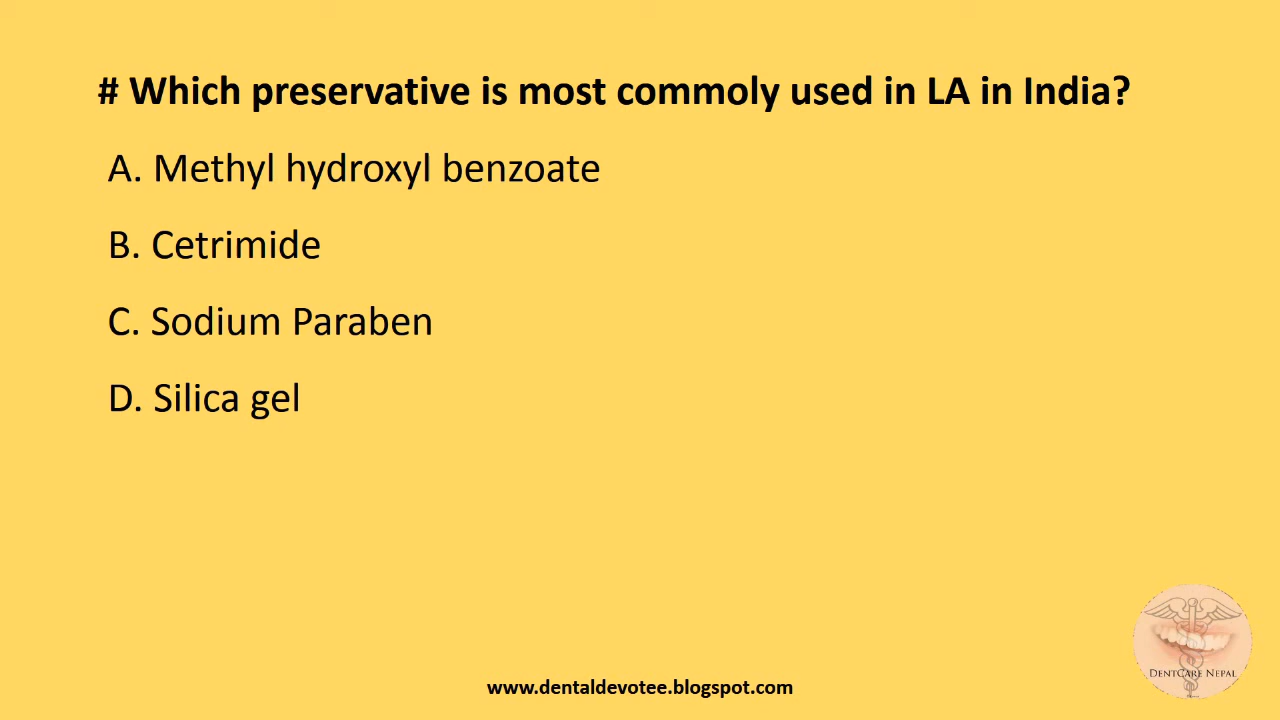 # Which preservative is most commoly used in LA in India?
A. Methyl hydroxyl benzoate
B. Cetrimide
C. Sodium Paraben
D. Silica gel
DENTCARE NEPAL
www.dentaldevotee.blogspot.com